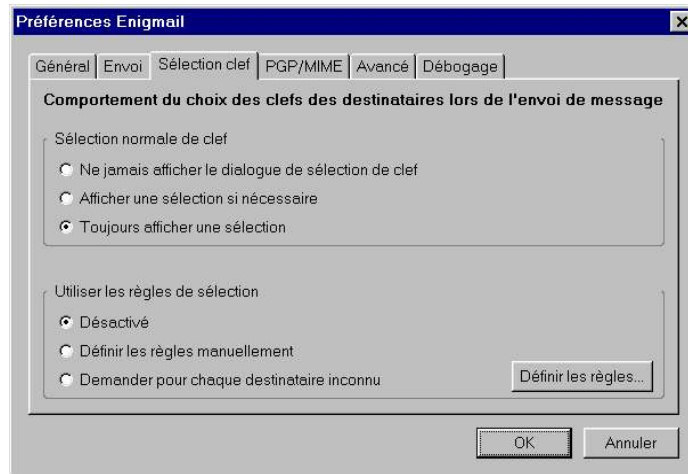 Préférences Enigmail
Général Envoi Sélection clef PGP/MIME Avancé Débogage
Comportement du choix des clefs des destinataires lors de l'envoi de message
Sélection normale de clef
Ne jamais afficher le dialogue de sélection de clef
Afficher une sélection si nécessaire
Toujours afficher une sélection
Utiliser les règles de sélection
Désactivé
Définir les règles manuellement
Demander pour chaque destinataire inconnu
Définir les règles...
OK Annuler